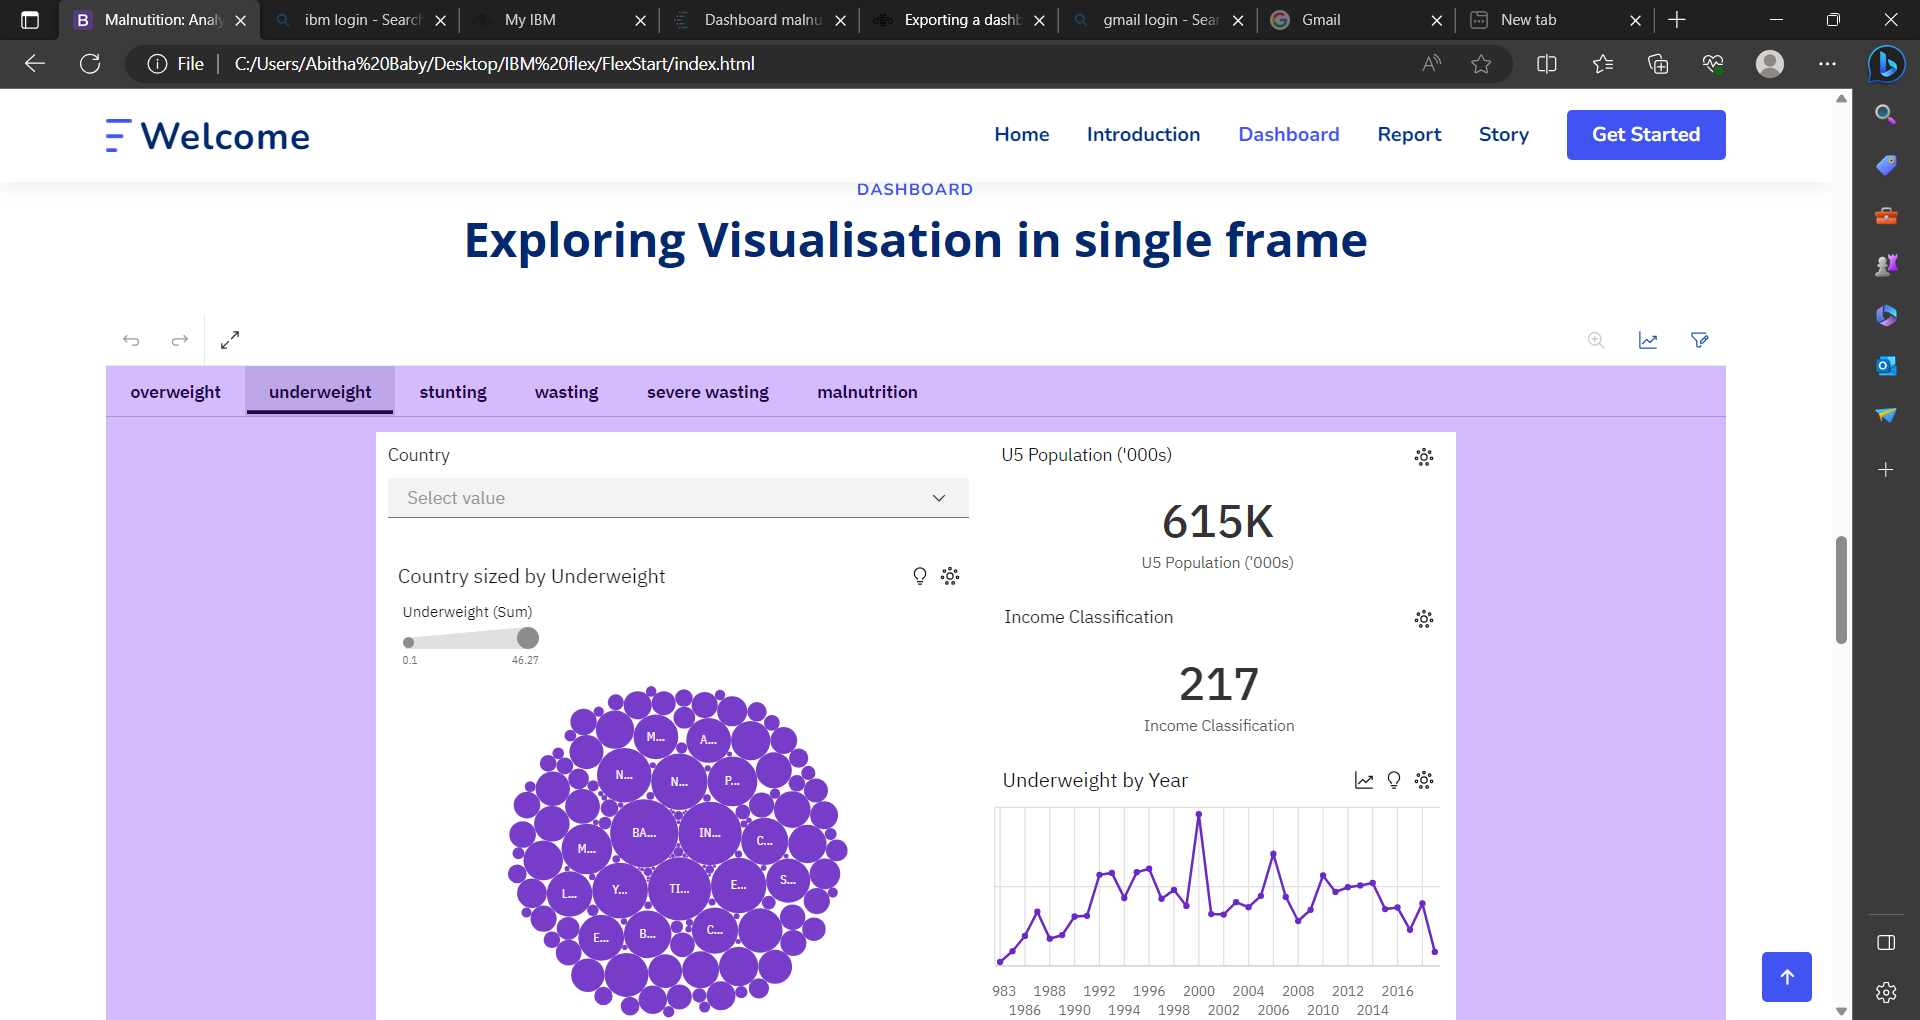 Malnutition: Analy
ibm login - Search
My IBM
Dashboard malnu
Exporting a dashb
gmail login - Sear
Gmail
New tab
File
C:/Users/Abitha%20Baby/Desktop/IBM%20flex/FlexStart/index.html
Welcome
Home Introduction Dashboard Report Story Get Started
DASHBOARD
Exploring Visualisation in single frame
overweight underweight stunting wasting severe wasting malnutrition
Country
Select value
U5 Population ('000s)
615K
U5 Population ('000s)
Country sized by Underweight
Underweight (Sum)
0.1 46.27
Income Classification
217
Income Classification
M... A...
N... N... P...
BA... IN... C...
M...
L... Y... TI... E... S...
E... B... C...
Underweight by Year
983 1988 1992 1996 2000 2004 2008 2012 2016
1986 1990 1994 1998 2002 2006 2010 2014